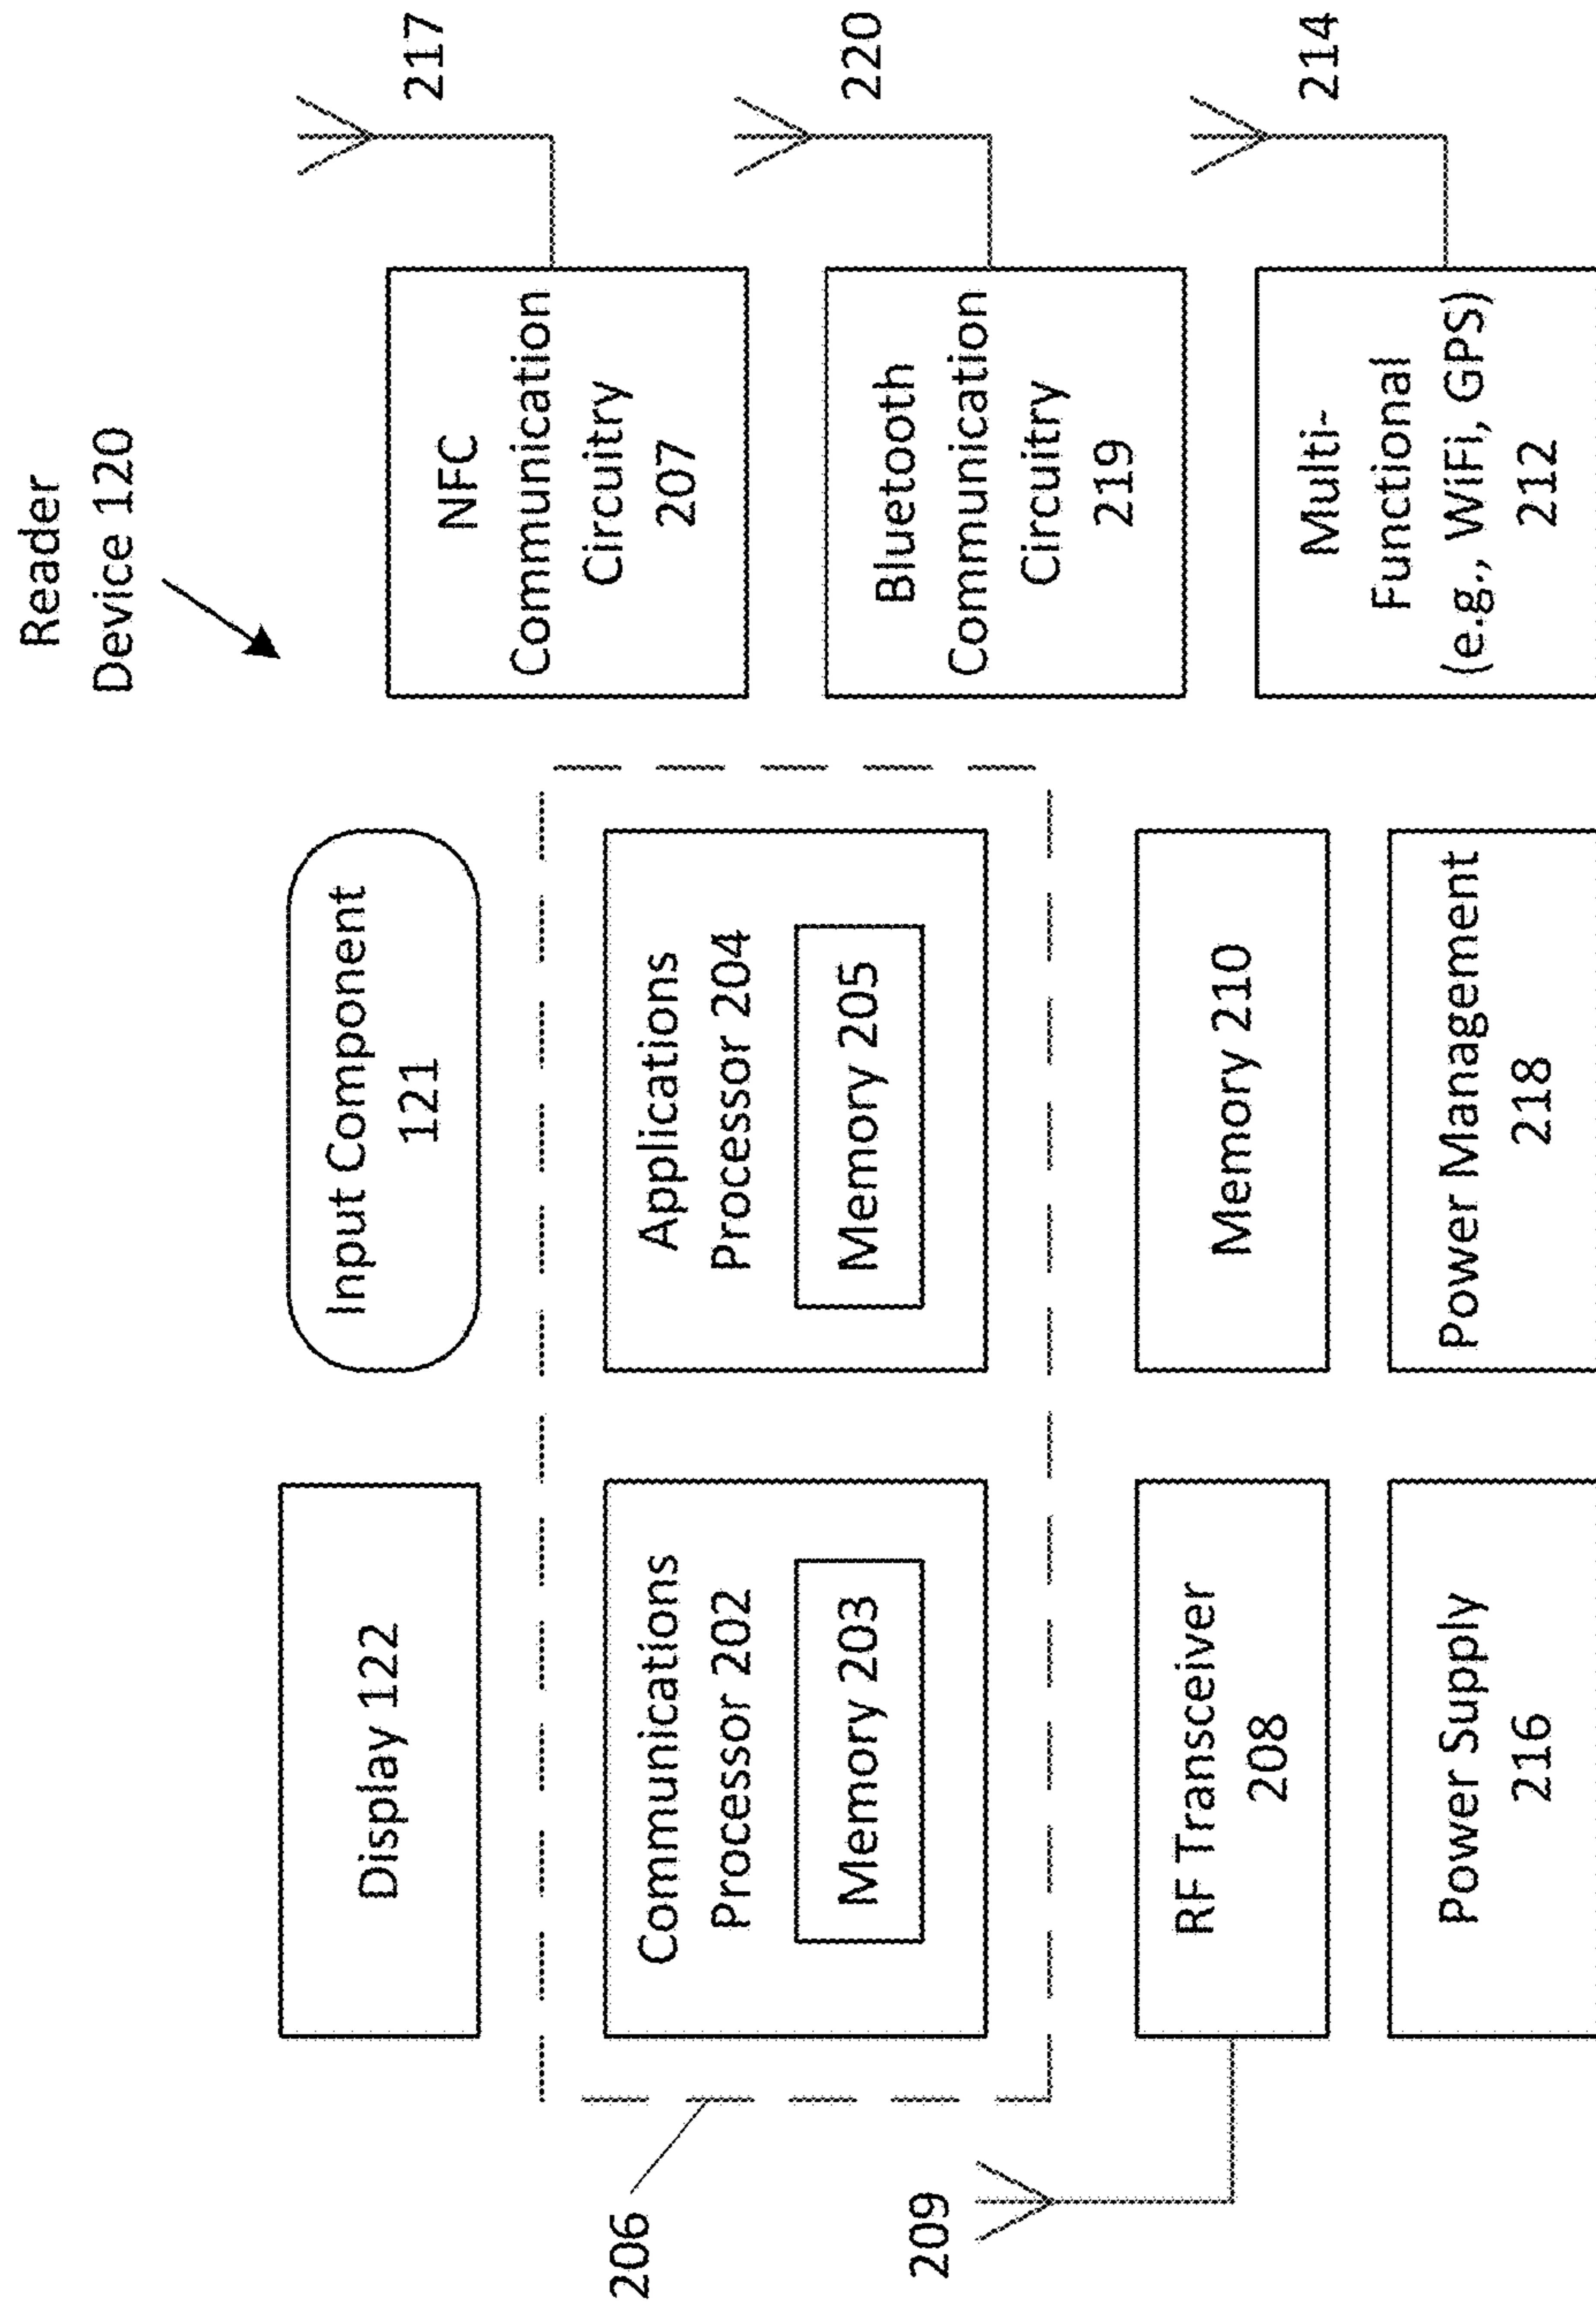 Reader
Device 120
Display 122
Input Component
121
NFC
Communication
Circuitry
207
217
206
Communications
Processor 202
Memory 203
Applications
Processor 204
Memory 205
Bluetooth
Communication
Circuitry
219
220
209
RF Transceiver
208
Memory 210
Multi-
Functional
(e.g., WiFi, GPS)
212
214
Power Supply
216
Power Management
218